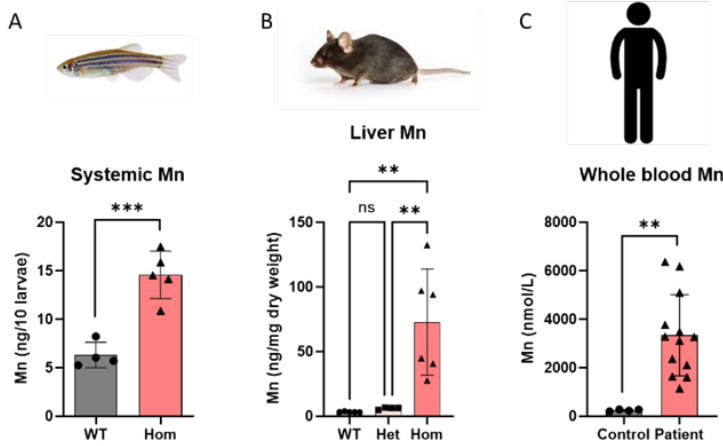 A
B
C
Systemic Mn
Mn (ng/10 larvae)
20
15
10
5
0
***
WT Hom
Liver Mn
Mn (ng/mg dry weight)
150
100
50
0
**
ns **
WT Het Hom
Whole blood Mn
Mn (nmol/L)
8000
6000
4000
2000
0
**
Control Patient